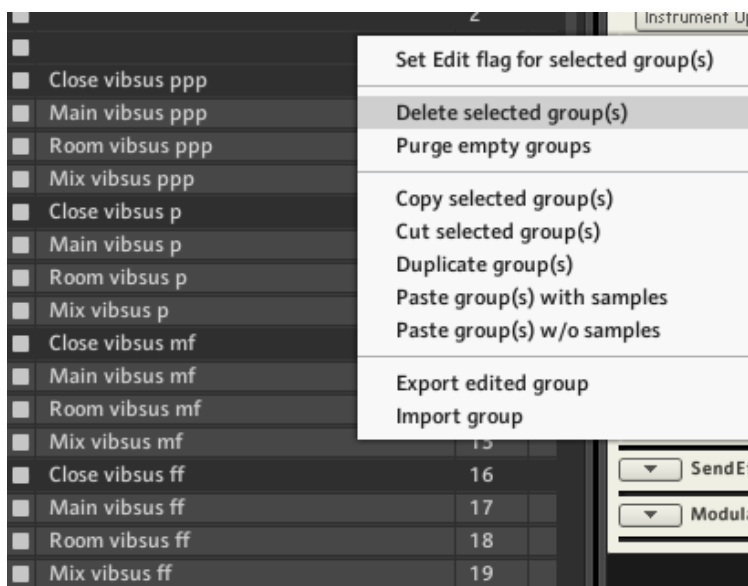 2
Instrument Op
Set Edit flag for selected group(s)
Close vibsus ppp
Main vibsus ppp
Delete selected group(s)
Room vibsus ppp
Purge empty groups
Mix vibsus ppp
Close vibsus p
Copy selected group(s)
Main vibsus p
Cut selected group(s)
Room vibsus p
Duplicate group(s)
Mix vibsus p
Paste group(s) with samples
Close vibsus mf
Paste group(s) w/o samples
Main vibsus mf
Export edited group
Room vibsus mf
Import group
Mix vibsus mf 15
Close vibsus ff 16
SendE
Main vibsus ff 17
Modula
Room vibsus ff 18
Mix vibsus ff 19